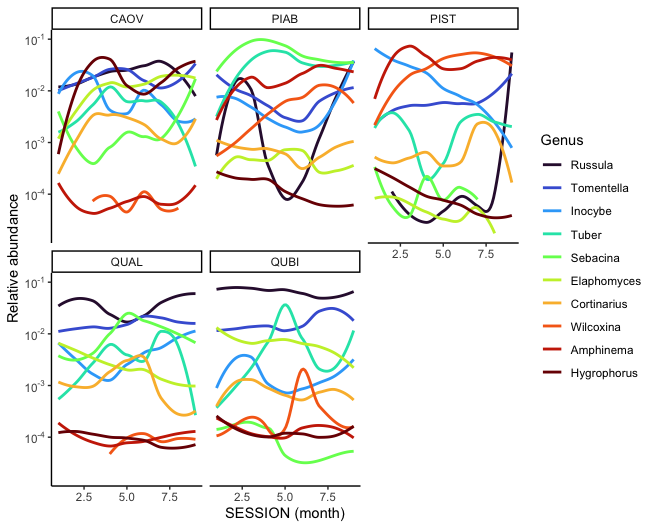 CAOV PIAB PIST
10⁻¹
10⁻²
10⁻³
10⁻⁴
2.5 5.0 7.5
QUAL QUBI
10⁻¹
10⁻²
10⁻³
10⁻⁴
2.5 5.0 7.5 2.5 5.0 7.5
SESSION (month)
Relative abundance
Genus
Russula
Tomentella
Inocybe
Tuber
Sebacina
Elaphomyces
Cortinarius
Wilcoxina
Amphinema
Hygrophorus